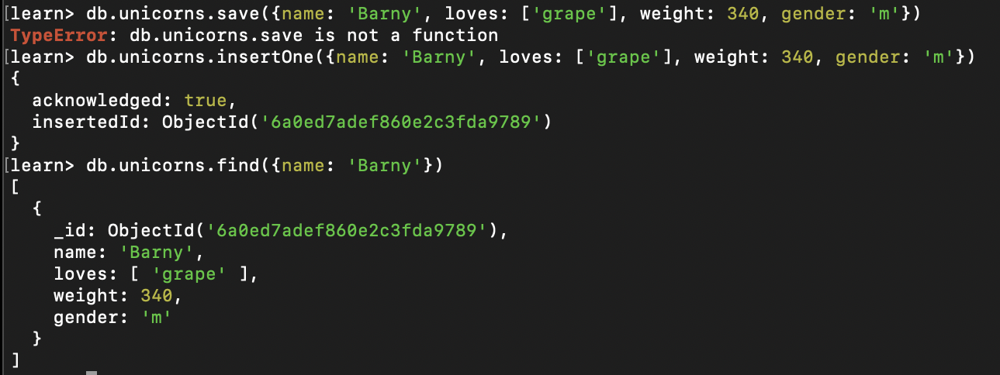 [learn> db.unicorns.save({name: 'Barny', loves: ['grape'], weight: 340, gender: 'm'})
TypeError: db.unicorns.save is not a function
[learn> db.unicorns.insertOne({name: 'Barny', loves: ['grape'], weight: 340, gender: 'm'})
{
  acknowledged: true,
  insertedId: ObjectId('6a0ed7adef860e2c3fda9789')
}
[learn> db.unicorns.find({name: 'Barny'})
[
  {
    _id: ObjectId('6a0ed7adef860e2c3fda9789'),
    name: 'Barny',
    loves: [ 'grape' ],
    weight: 340,
    gender: 'm'
  }
]